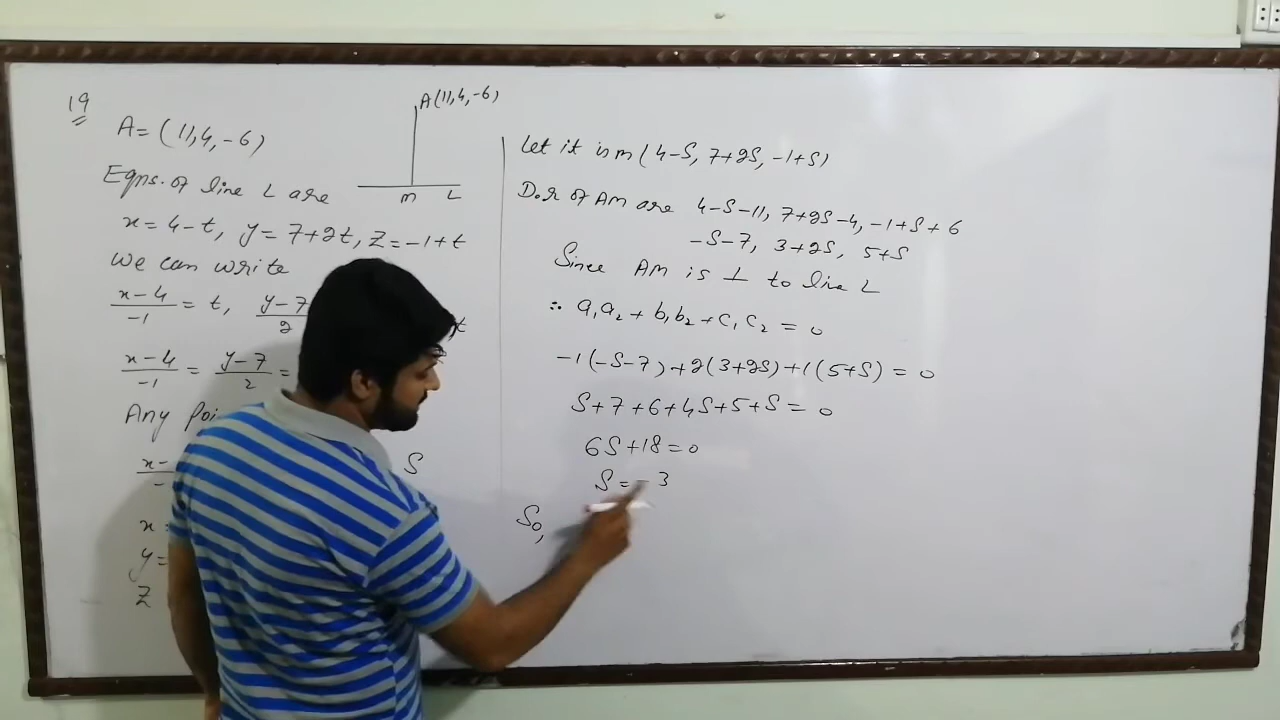 19
A = (11,4,-6)
A(11,4,-6)
m L
Eqns. of line L are
x = 4-t, y = 7+2t, z = -1+t
we can write
x-4/-1 = t, y-7/2 t
x-4/-1 = y-7/2 =
Any
x- S
x =
y =
z
Let it is m (4-S, 7+2S, -1+S)
D.r of AM are 4-S-11, 7+2S-4, -1+S+6
-S-7, 3+2S, 5+S
Since AM is ⊥ to line L
∴ a₁a₂ + b₁b₂ + c₁c₂ = 0
-1(-S-7)+2(3+2S)+1(5+S) = 0
S+7+6+4S+5+S = 0
6S+18=0
S = -3
So,